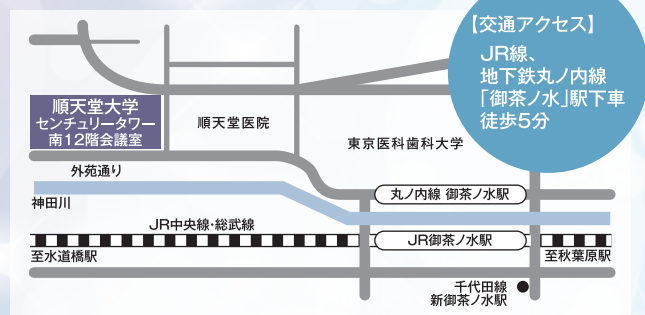 【交通アクセス】
JR線、
地下鉄丸ノ内線
「御茶ノ水」駅下車
徒歩5分
順天堂大学
センチュリータワー
南12階会議室
順天堂医院
東京医科歯科大学
外苑通り
丸ノ内線 御茶ノ水駅
神田川
JR中央線・総武線
JR御茶ノ水駅
至水道橋駅
至秋葉原駅
千代田線
新御茶ノ水駅